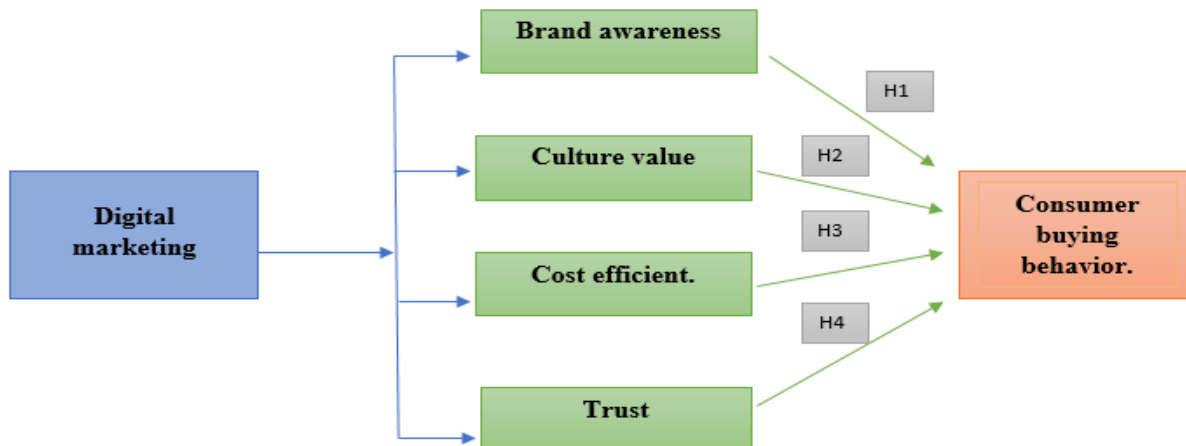 Brand awareness
H1
Culture value
H2
Digital
marketing
Consumer
buying
behavior.
H3
Cost efficient.
H4
Trust